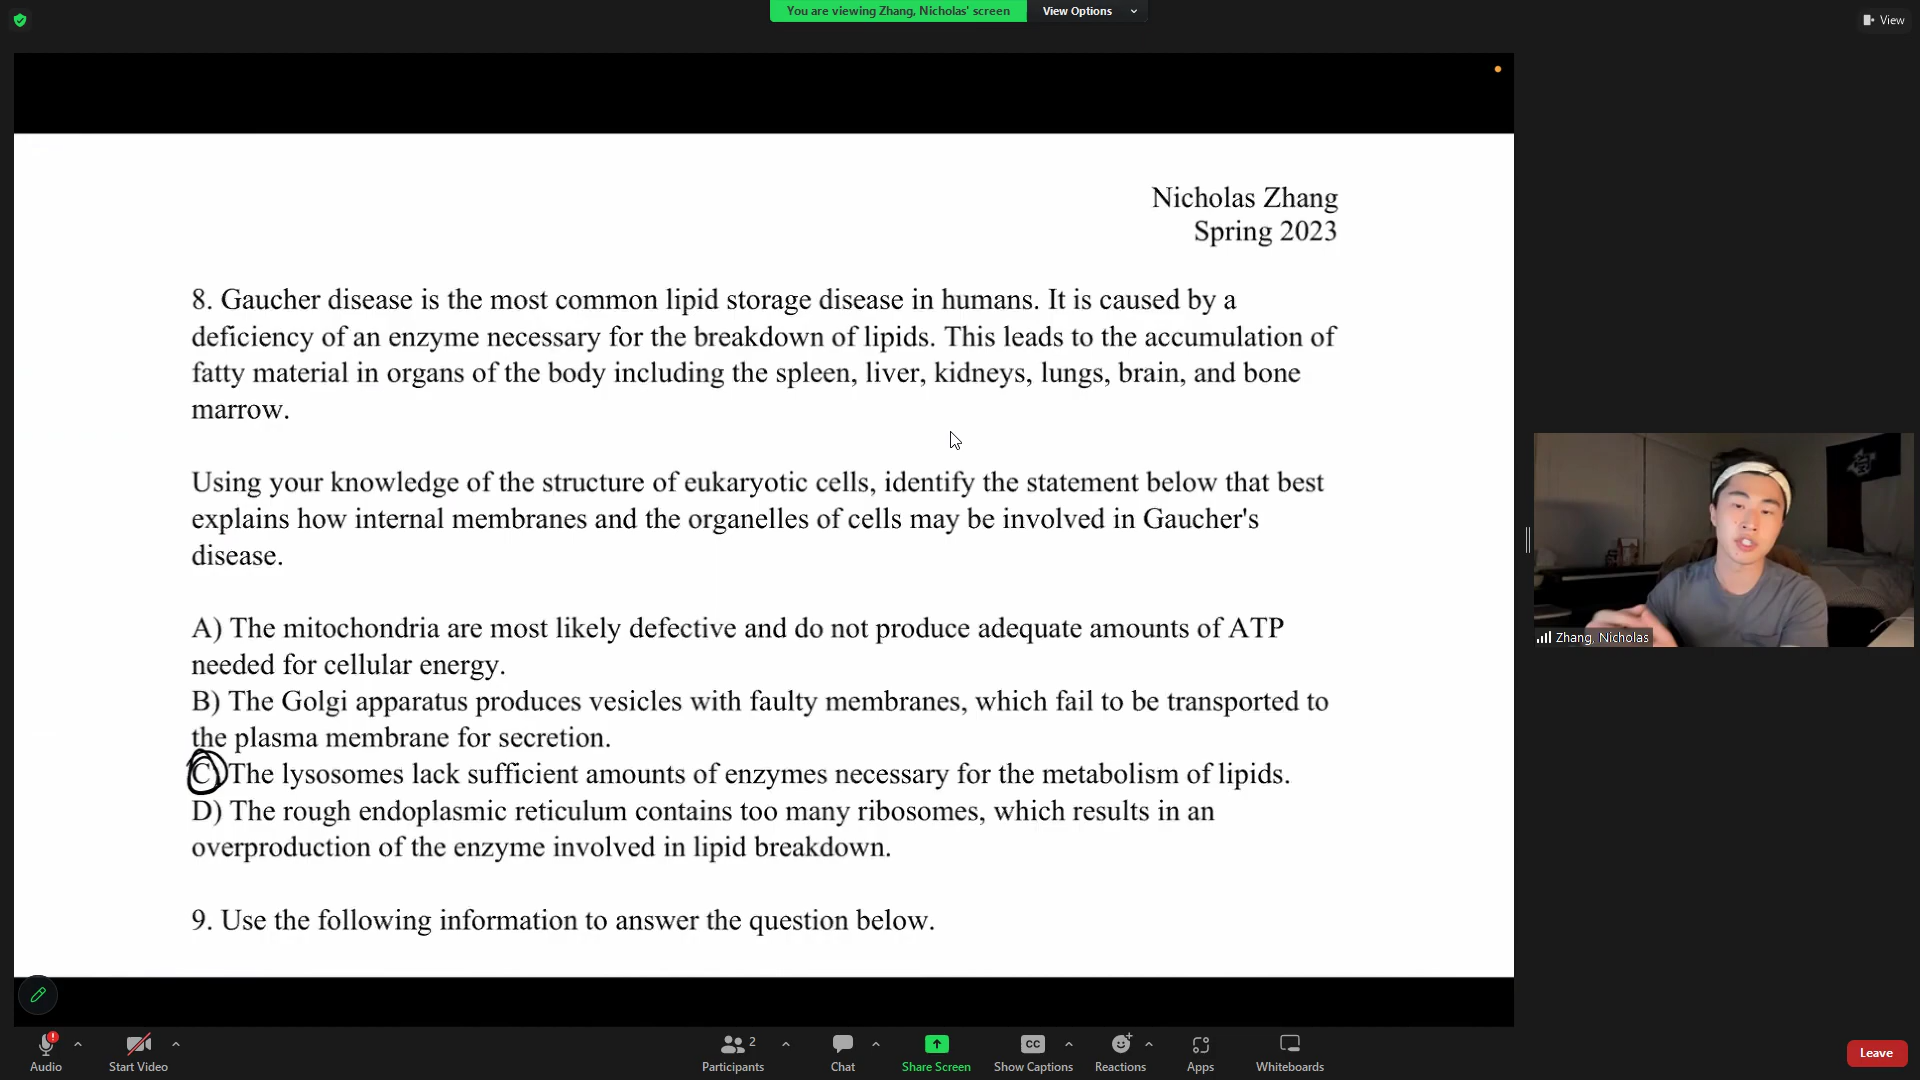 You are viewing Zhang, Nicholas' screen
View Options
View
Nicholas Zhang
Spring 2023
8. Gaucher disease is the most common lipid storage disease in humans. It is caused by a
deficiency of an enzyme necessary for the breakdown of lipids. This leads to the accumulation of
fatty material in organs of the body including the spleen, liver, kidneys, lungs, brain, and bone
marrow.
Using your knowledge of the structure of eukaryotic cells, identify the statement below that best
explains how internal membranes and the organelles of cells may be involved in Gaucher's
disease.
A) The mitochondria are most likely defective and do not produce adequate amounts of ATP
needed for cellular energy.
B) The Golgi apparatus produces vesicles with faulty membranes, which fail to be transported to
the plasma membrane for secretion.
C) The lysosomes lack sufficient amounts of enzymes necessary for the metabolism of lipids.
D) The rough endoplasmic reticulum contains too many ribosomes, which results in an
overproduction of the enzyme involved in lipid breakdown.
9. Use the following information to answer the question below.
Zhang, Nicholas
Audio
Start Video
Participants
2
Chat
Share Screen
CC
Show Captions
Reactions
Apps
Whiteboards
Leave